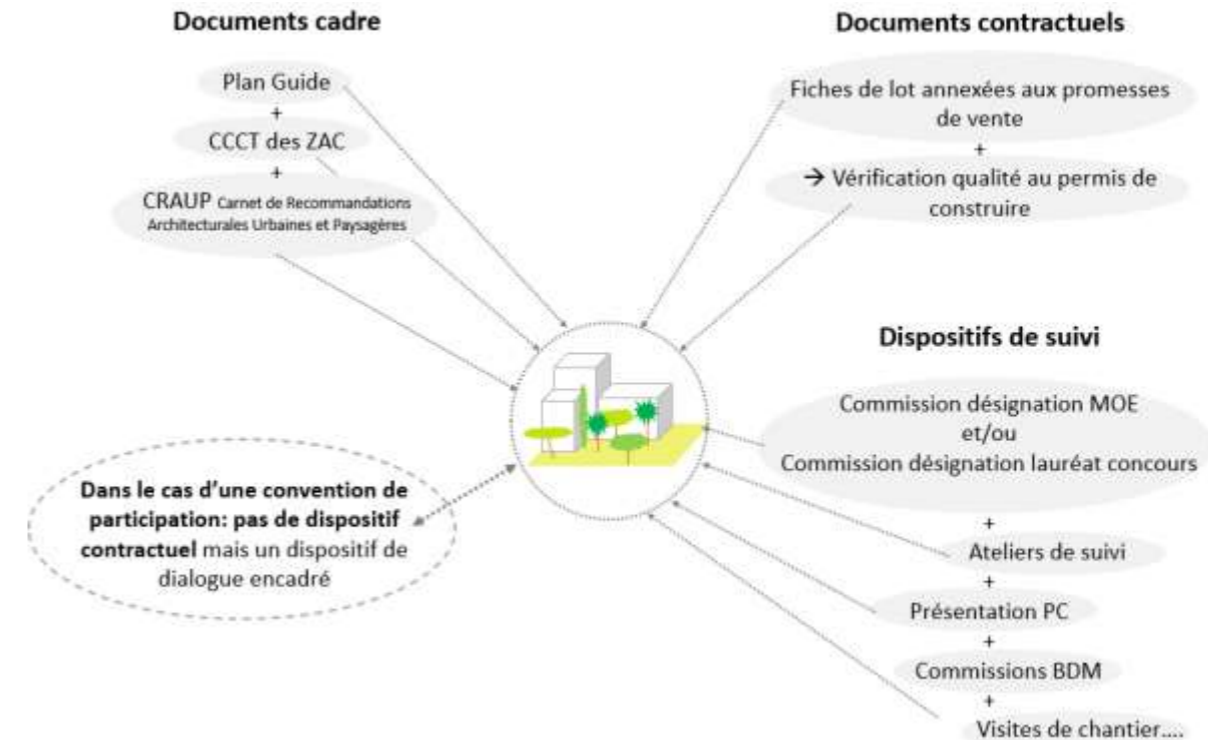 Documents cadre
Plan Guide
+
CCCT des ZAC
+
CRAUP Carnet de Recommandations
Architecturales Urbaines et Paysagères
Documents contractuels
Fiches de lot annexées aux promesses
de vente
+
→ Vérification qualité au permis de
construire
Dispositifs de suivi
Commission désignation MOE
et/ou
Commission désignation lauréat concours
+
Ateliers de suivi
+
Présentation PC
+
Commissions BDM
+
Visites de chantier....
Dans le cas d'une convention de
participation: pas de dispositif
contractuel mais un dispositif de
dialogue encadré